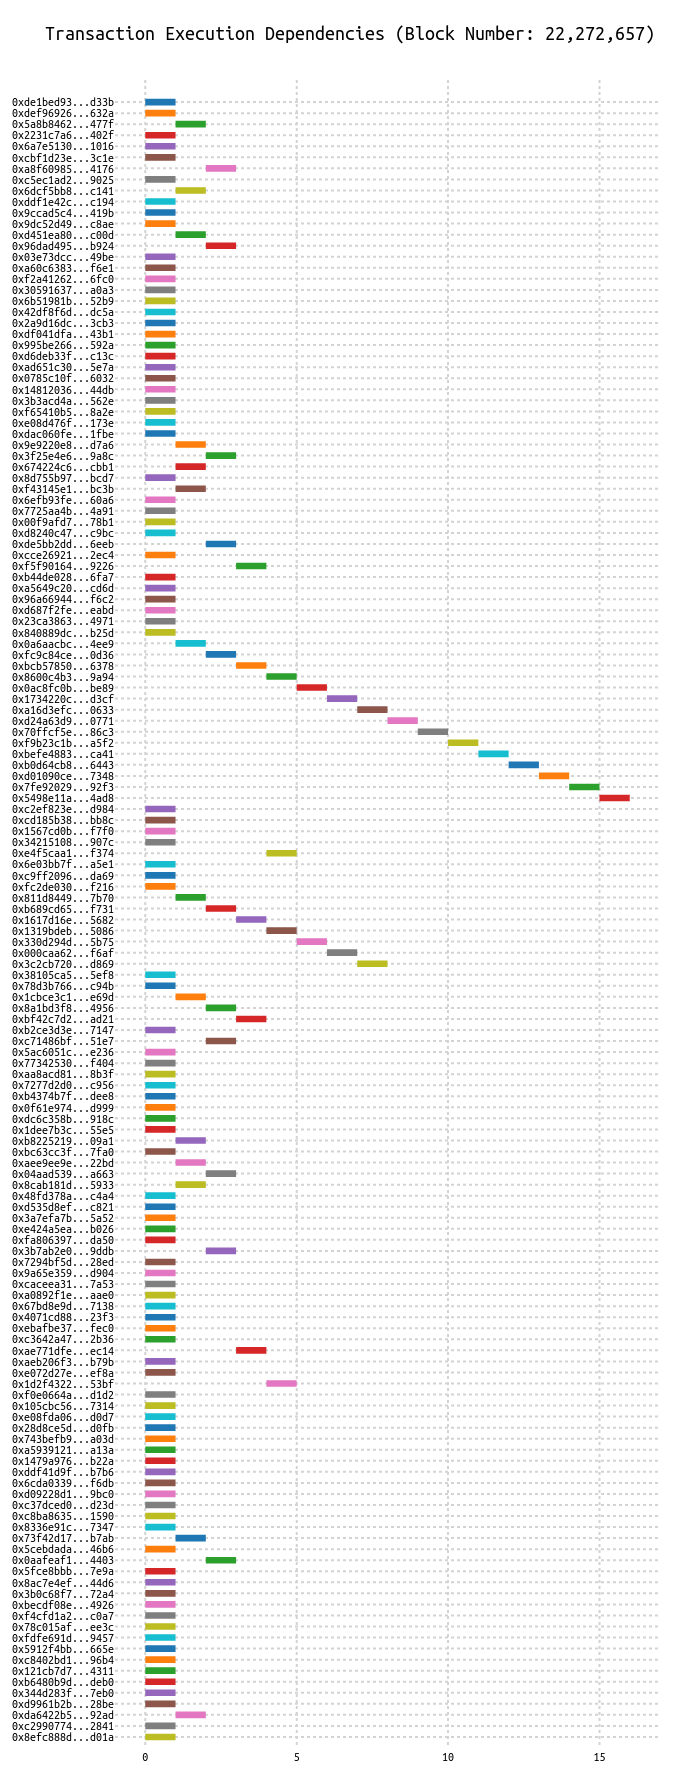 Transaction Execution Dependencies (Block Number: 22,272,657)
0xde1bed93...d33b
0xdef96926...632a
0x5a8b8462...477f
0x2231c7a6...402f
0x6a7e5130...1016
0xcbf1d23e...3c1e
0xa8f60985...4176
0xc5ec1ad2...9025
0x6dcf5bb8...c141
0xddf1e42c...c194
0x9ccad5c4...419b
0x9dc52d49...c8ae
0xd451ea80...c00d
0x96dad495...b924
0x03e73dcc...49be
0xa60c6383...f6e1
0xf2a41262...6fc0
0x30591637...a0a3
0x6b51981b...52b9
0x42df8f6d...dc5a
0x2a9d16dc...3cb3
0xdf041dfa...43b1
0x995be266...592a
0xd6deb33f...c13c
0xad651c30...5e7a
0x0785c10f...6032
0x14812036...44db
0x3b3acd4a...562e
0xf65410b5...8a2e
0xe08d476f...173e
0xdac060fe...1fbe
0x9e9220e8...d7a6
0x3f25e4e6...9a8c
0x674224c6...cbb1
0x8d755b97...bcd7
0xf43145e1...bc3b
0x6efb93fe...60a6
0x7725aa4b...4a91
0x00f9afd7...78b1
0xd8240c47...c9bc
0xde5bb2dd...6eeb
0xcce26921...2ec4
0xf5f90164...9226
0xb44de028...6fa7
0xa5649c20...cd6d
0x96a66944...f6c2
0xd687f2fe...eabd
0x23ca3863...4971
0x840889dc...b25d
0x0a6aacbc...4ee9
0xfc9c84ce...0d36
0xbcb57850...6378
0x8600c4b3...9a94
0x0ac8fc0b...be89
0x1734220c...d3cf
0xa16d3efc...0633
0xd24a63d9...0771
0x70ffcf5e...86c3
0xf9b23c1b...a5f2
0xbefe4883...ca41
0xb0d64cb8...6443
0xd01090ce...7348
0x7fe92029...92f3
0x5498e11a...4ad8
0xc2ef823e...d984
0xcd185b38...bb8c
0x1567cd0b...f7f0
0x34215108...907c
0xe4f5caa1...f374
0x6e03bb7f...a5e1
0xc9ff2096...da69
0xfc2de030...f216
0x811d8449...7b70
0xb689cd65...f731
0x1617d16e...5682
0x1319bdeb...5086
0x330d294d...5b75
0x000caa62...f6af
0x3c2cb720...d869
0x38105ca5...5ef8
0x78d3b766...c94b
0x1cbce3c1...e69d
0x8a1bd3f8...4956
0xbf42c7d2...ad21
0xb2ce3d3e...7147
0xc71486bf...51e7
0x5ac6051c...e236
0x77342530...f404
0xaa8acd81...8b3f
0x7277d2d0...c956
0xb4374b7f...dee8
0x0f61e974...d999
0xdc6c358b...918c
0x1dee7b3c...55e5
0xb8225219...09a1
0xbc63cc3f...7fa0
0xaee9ee9e...22bd
0x04aad539...a663
0x8cab181d...5933
0x48fd378a...c4a4
0xd535d8ef...c821
0x3a7efa7b...5a52
0xe424a5ea...b026
0xfa806397...da50
0x3b7ab2e0...9ddb
0x7294bf5d...28ed
0x9a65e359...d904
0xcaceea31...7a53
0xa0892f1e...aae0
0x67bd8e9d...7138
0x4071cd88...23f3
0xebafbe37...fec0
0xc3642a47...2b36
0xae771dfe...ec14
0xaeb206f3...b79b
0xe072d27e...ef8a
0x1d2f4322...53bf
0xf0e0664a...d1d2
0x105cbc56...7314
0xe08fda06...d0d7
0x28d8ce5d...d0fb
0x743befb9...a03d
0xa5939121...a13a
0x1479a976...b22a
0xddf41d9f...b7b6
0x6cda0339...f6db
0xd09228d1...9bc0
0xc37dced0...d23d
0xc8ba8635...1590
0x8336e91c...7347
0x73f42d17...b7ab
0x5cebdada...46b6
0x0aafeaf1...4403
0x5fce8bbb...7e9a
0x8ac7e4ef...44d6
0x3b0c68f7...72a4
0xbecdf08e...4926
0xf4cfd1a2...c0a7
0x78c015af...ee3c
0xfdfe691d...9457
0x5912f4bb...665e
0xc8402bd1...96b4
0x121cb7d7...4311
0xb6480b9d...deb0
0x344d283f...7eb0
0xd9961b2b...28be
0xda6422b5...92ad
0xc2990774...2841
0x8efc888d...d01a
0 5 10 15